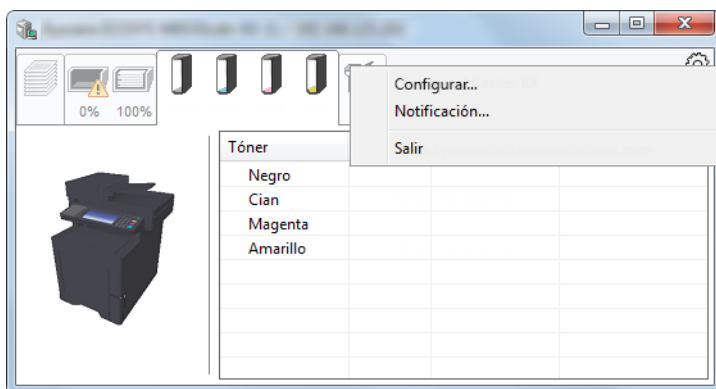 0% 100%
Configurar...
Notificación...
Salir
Tóner
Negro
Cian
Magenta
Amarillo